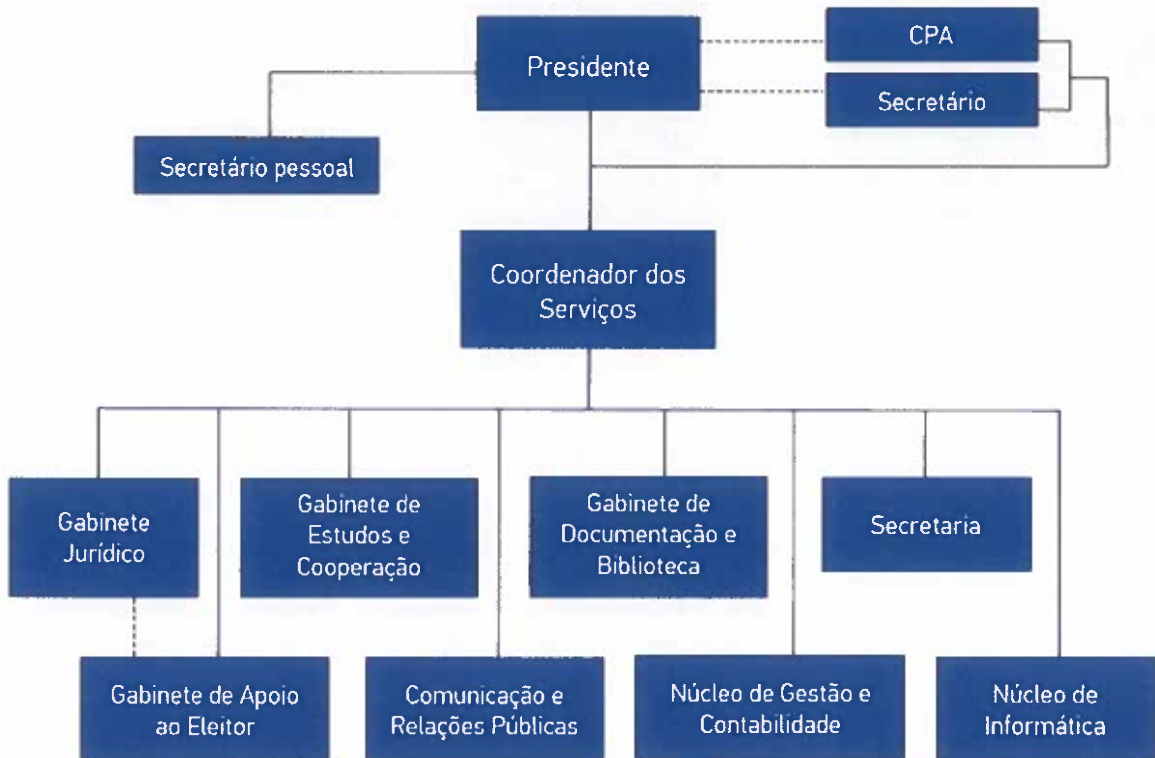 Presidente
CPA
Secretário
Secretário pessoal
Coordenador dos
Serviços
Gabinete
Jurídico
Gabinete de
Estudos e
Cooperação
Gabinete de
Documentação e
Biblioteca
Secretaria
Gabinete de Apoio
ao Eleitor
Comunicação e
Relações Públicas
Núcleo de Gestão e
Contabilidade
Núcleo de
Informática